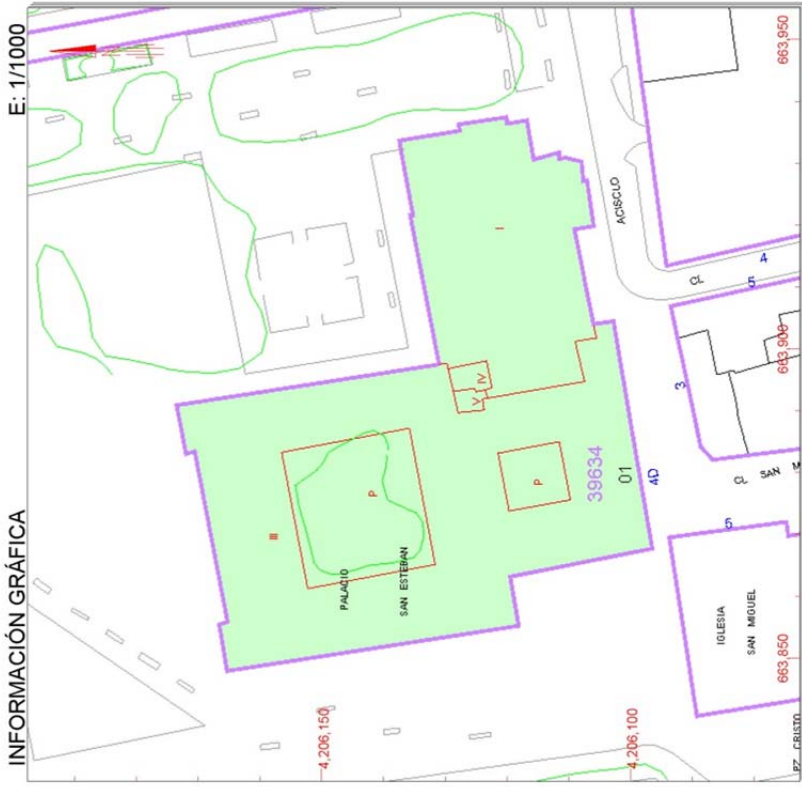 INFORMACIÓN GRÁFICA
E: 1/1000
III
P
PALACIO
SAN ESTEBAN
V
IV
I
P
39634
01
4D
ACISCLO
CL
4
5
3
CL SAN M
5
IGLESIA
SAN MIGUEL
PZ CRISTO
4,206,150
4,206,100
663,850
663,900
663,950